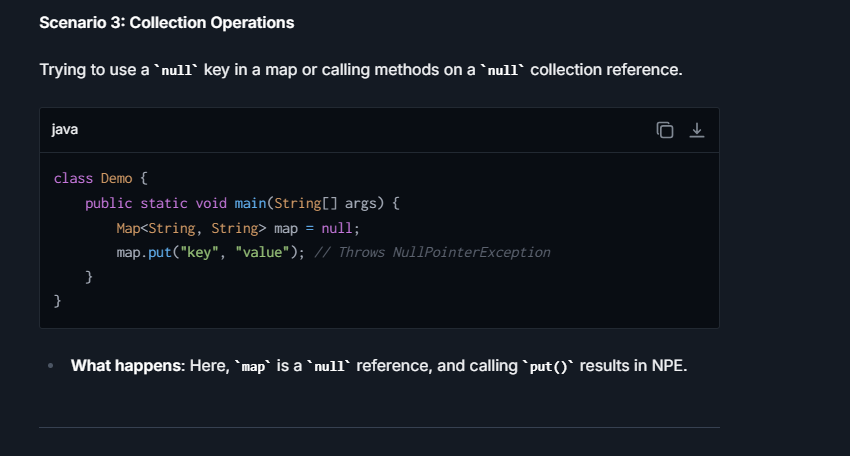 Scenario 3: Collection Operations
Trying to use a `null` key in a map or calling methods on a `null` collection reference.
java
class Demo {
    public static void main(String[] args) {
        Map<String, String> map = null;
        map.put("key", "value"); // Throws NullPointerException
    }
}
• What happens: Here, `map` is a `null` reference, and calling `put()` results in NPE.